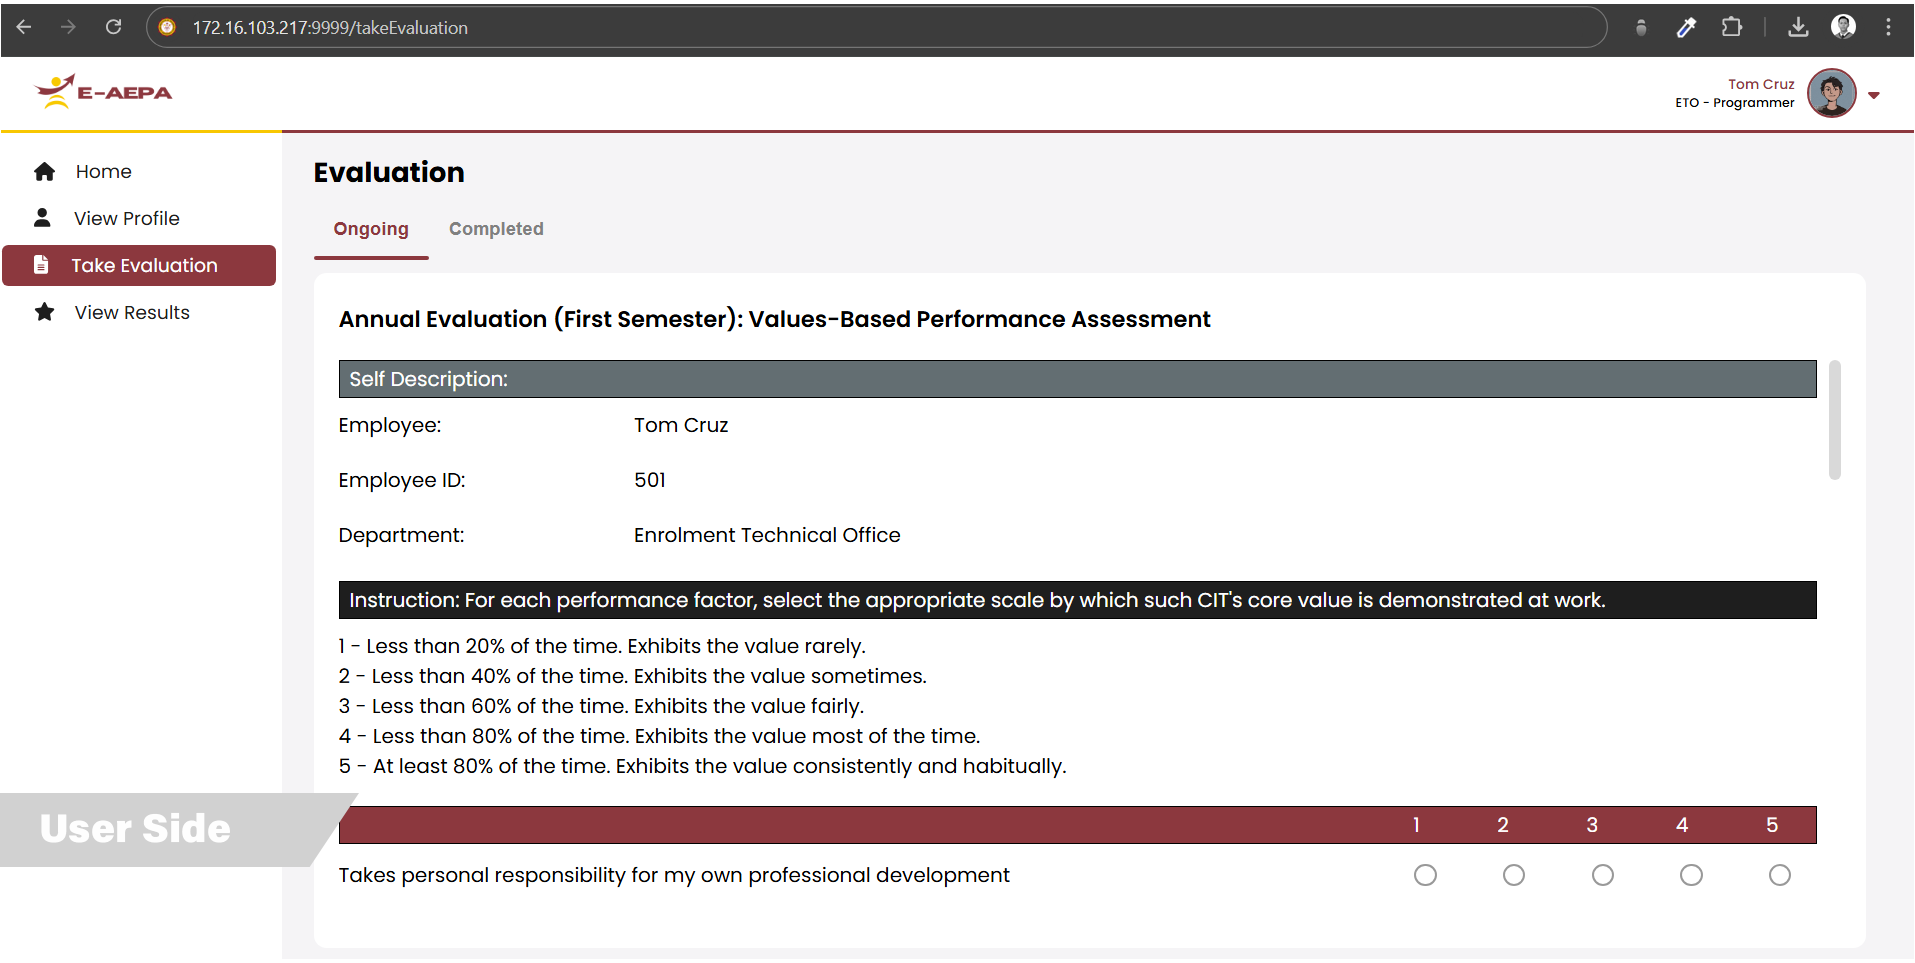 172.16.103.217:9999/takeEvaluation
E-AEPA
Tom Cruz
ETO - Programmer
Home
View Profile
Take Evaluation
View Results
Evaluation
Ongoing Completed
Annual Evaluation (First Semester): Values-Based Performance Assessment
Self Description:
Employee: Tom Cruz
Employee ID: 501
Department: Enrolment Technical Office
Instruction: For each performance factor, select the appropriate scale by which such CIT's core value is demonstrated at work.
1 - Less than 20% of the time. Exhibits the value rarely.
2 - Less than 40% of the time. Exhibits the value sometimes.
3 - Less than 60% of the time. Exhibits the value fairly.
4 - Less than 80% of the time. Exhibits the value most of the time.
5 - At least 80% of the time. Exhibits the value consistently and habitually.
User Side
1 2 3 4 5
Takes personal responsibility for my own professional development